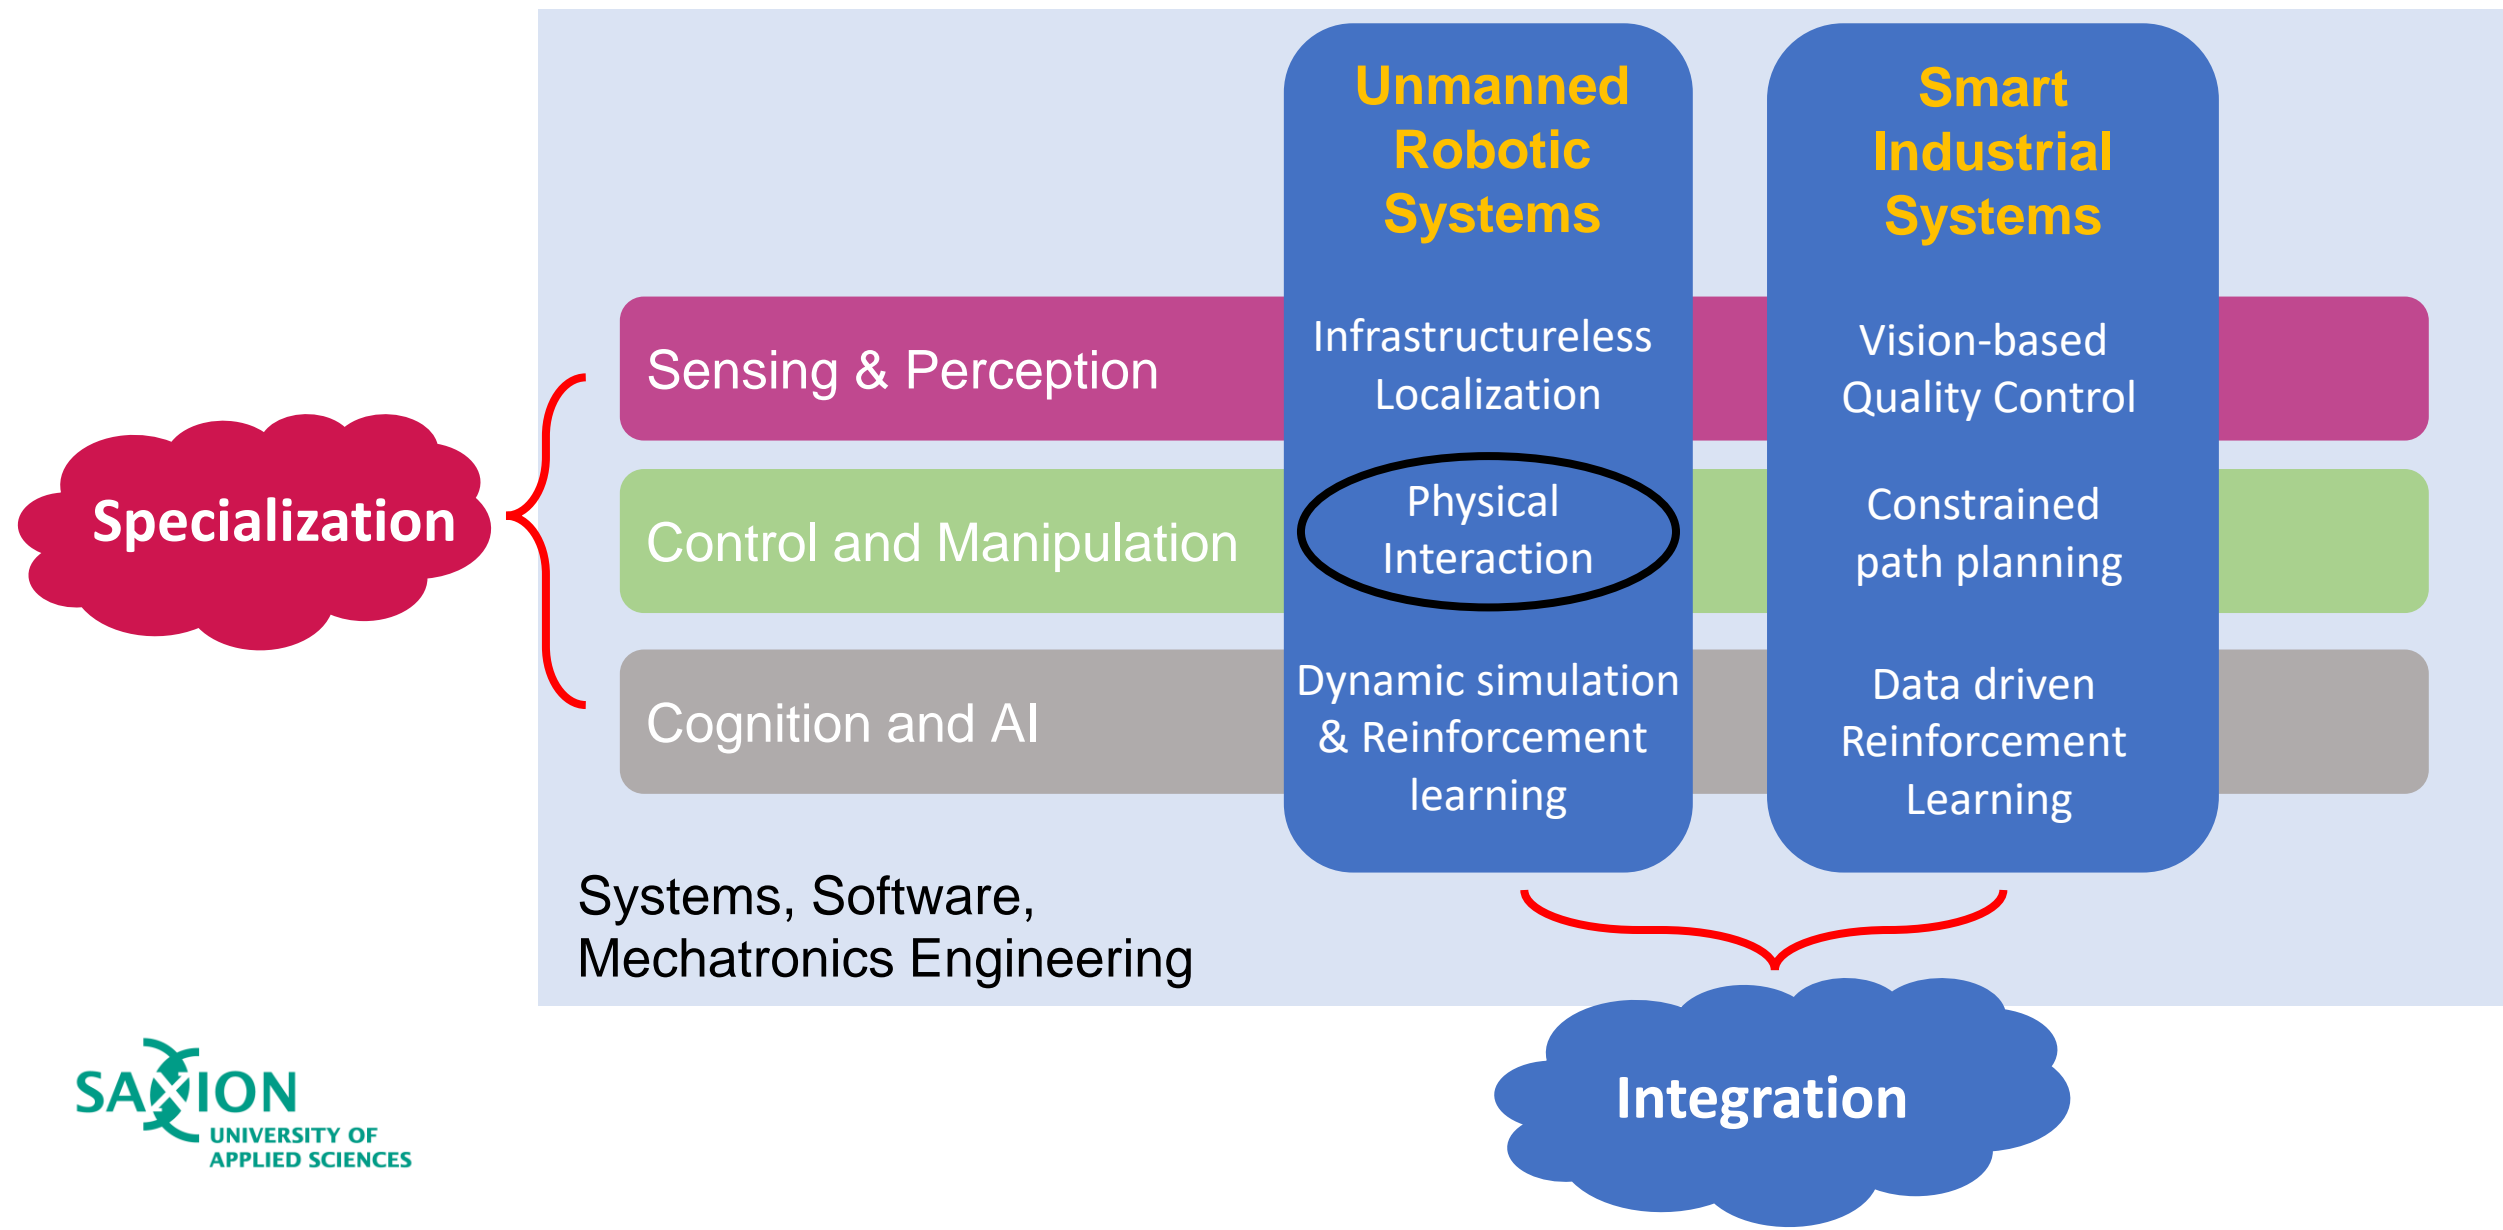 Unmanned
Robotic
Systems
Smart
Industrial
Systems
Specialization
Sensing & Perception
Infrastructureless
Localization
Vision-based
Quality Control
Control and Manipulation
Physical
Interaction
Constrained
path planning
Cognition and AI
Dynamic simulation
& Reinforcement
learning
Data driven
Reinforcement
Learning
Systems, Software,
Mechatronics Engineering
Integration
SAXION
UNIVERSITY OF
APPLIED SCIENCES